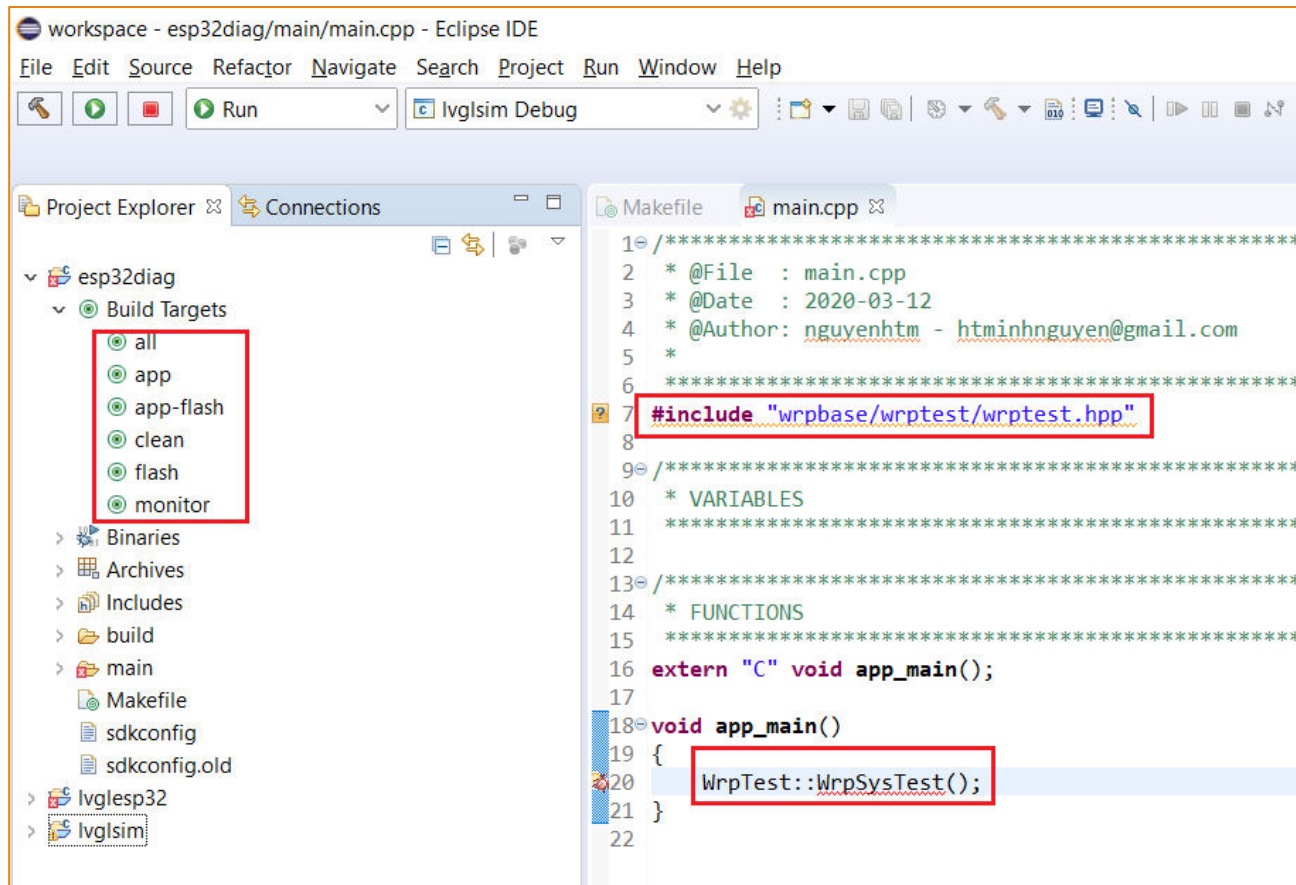 workspace - esp32diag/main/main.cpp - Eclipse IDE
File Edit Source Refactor Navigate Search Project Run Window Help
Run lvglsim Debug
Project Explorer Connections
esp32diag
Build Targets
all
app
app-flash
clean
flash
monitor
Binaries
Archives
Includes
build
main
Makefile
sdkconfig
sdkconfig.old
lvglesp32
lvglsim
Makefile main.cpp
1 /**************************************************
2 * @File : main.cpp
3 * @Date : 2020-03-12
4 * @Author: nguyenhtm - htminhnguyen@gmail.com
5 *
6 **************************************************
7 #include "wrpbase/wrptest/wrptest.hpp"
8
9 /**************************************************
10 * VARIABLES
11 **************************************************
12
13 /**************************************************
14 * FUNCTIONS
15 **************************************************
16 extern "C" void app_main();
17
18 void app_main()
19 {
20 WrpTest::WrpSysTest();
21 }
22